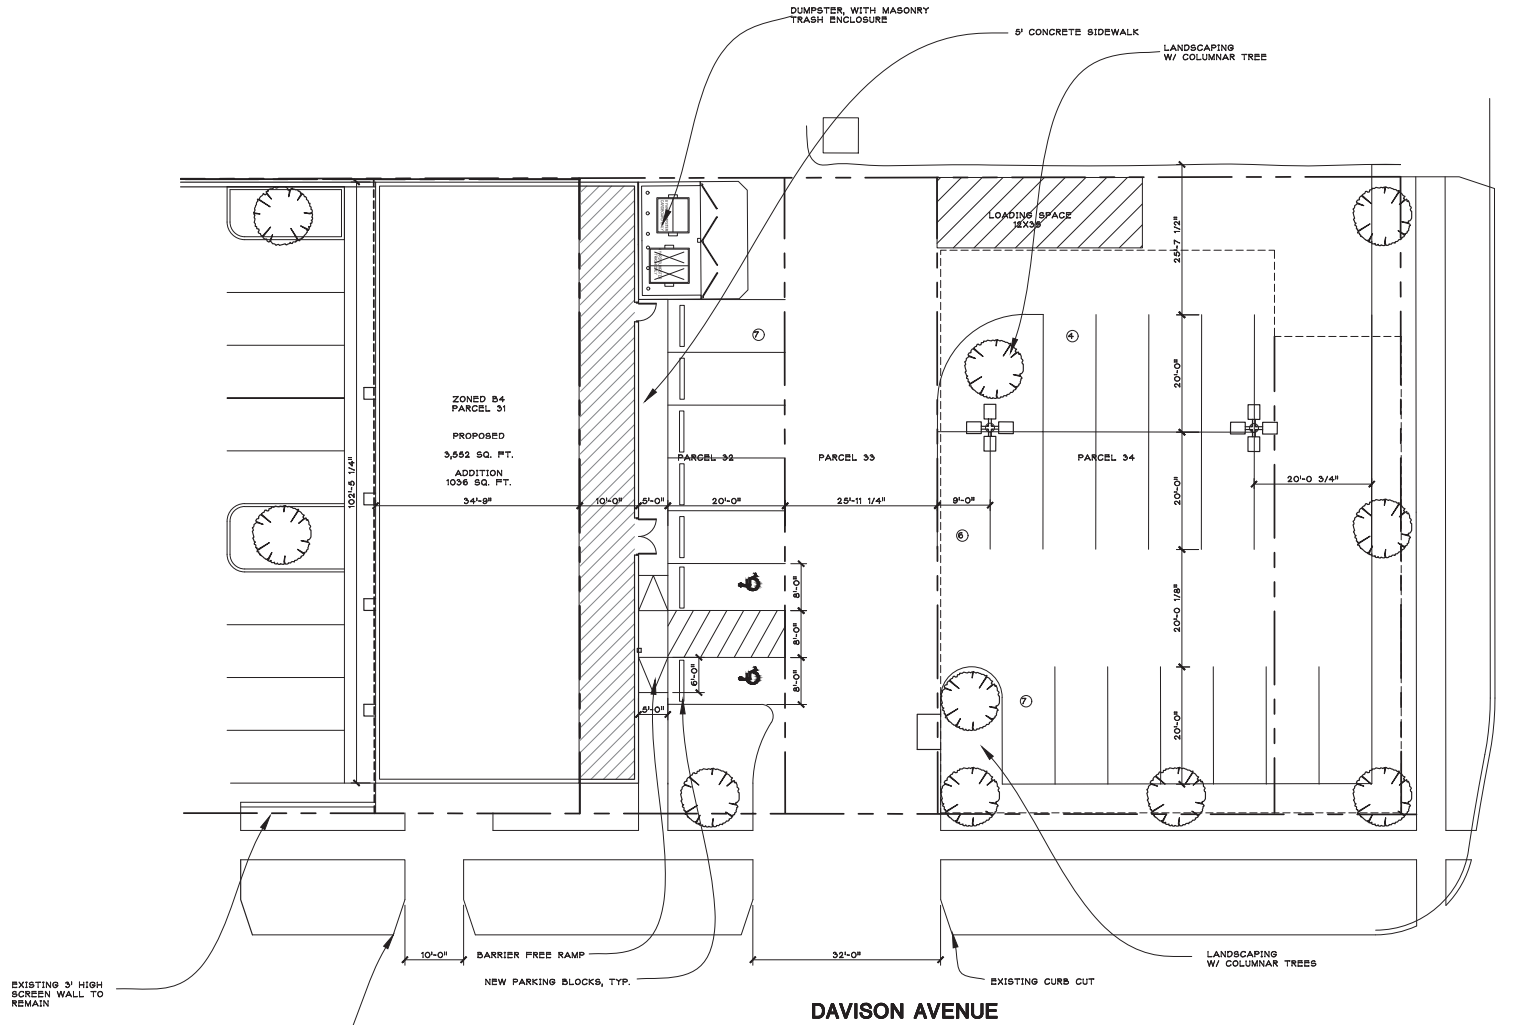 DUMPSTER, WITH MASONRY
TRASH ENCLOSURE
5' CONCRETE SIDEWALK
LANDSCAPING
W/ COLUMNAR TREE
LOADING SPACE
12X35
25'-7 1/2"
7
4
20'-0"
ZONED B4
PARCEL 31
PROPOSED
3,552 SQ. FT.
ADDITION
1036 SQ. FT.
PARCEL 32
PARCEL 33
PARCEL 34
102'-5 1/4"
34'-9"
10'-0"
5'-0"
20'-0"
25'-11 1/4"
9'-0"
20'-0"
20'-0 3/4"
6
8'-0"
8'-0"
8'-0"
6'-0"
5'-0"
20'-0 1/8"
7
20'-0"
10'-0"
BARRIER FREE RAMP
32'-0"
LANDSCAPING
W/ COLUMNAR TREES
NEW PARKING BLOCKS, TYP.
EXISTING CURB CUT
EXISTING 3' HIGH
SCREEN WALL TO
REMAIN
DAVISON AVENUE